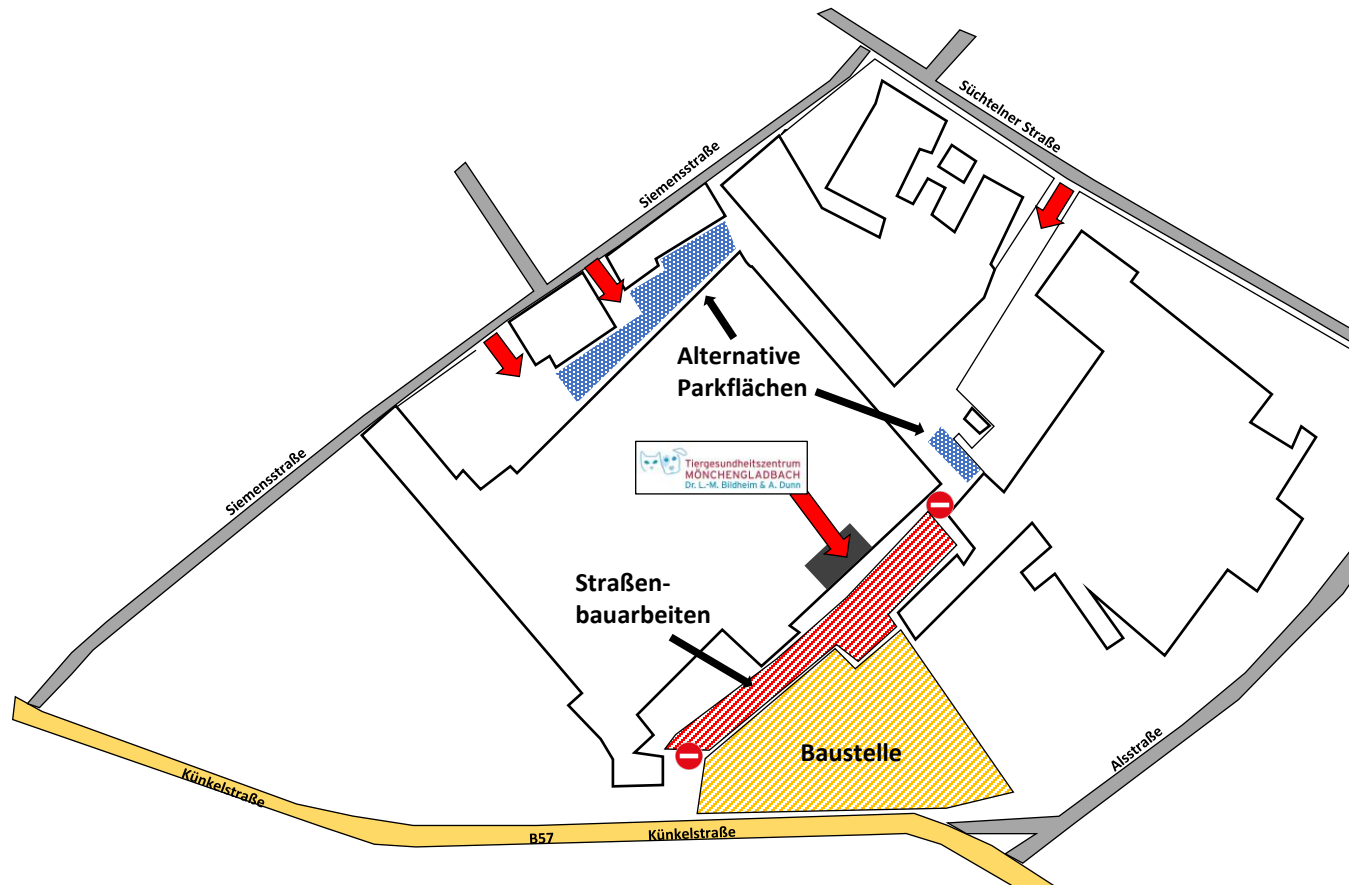 Süchtelner Straße
Siemensstraße
Alternative
Parkflächen
Tiergesundheitszentrum
MÖNCHENGLADBACH
Dr. L.-M. Bildheim & A. Dunn
Siemensstraße
Straßen-
bauarbeiten
Baustelle
Alsstraße
Künkelstraße
B57
Künkelstraße